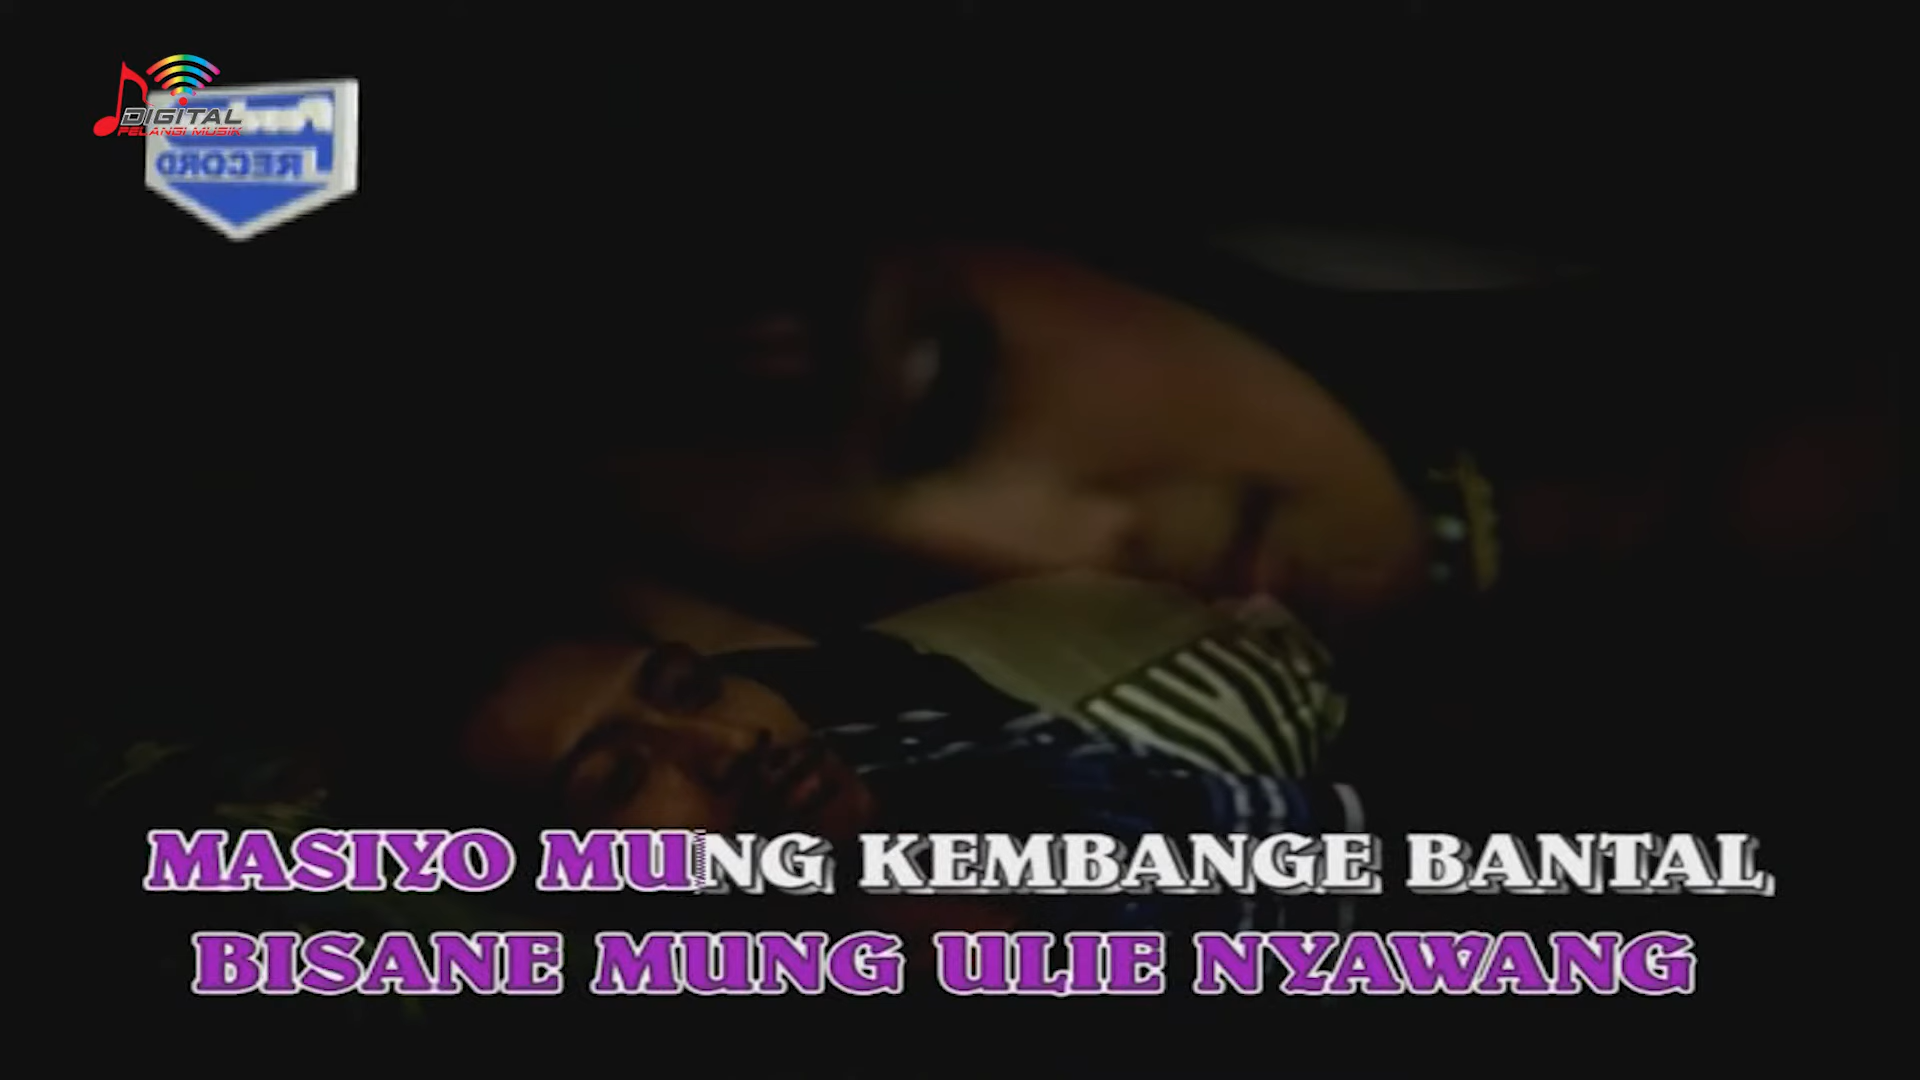 DIGITAL
PELANGI MUSIK
RECORD
MASIYO MUNG KEMBANGE BANTAL
BISANE MUNG ULIE NYAWANG